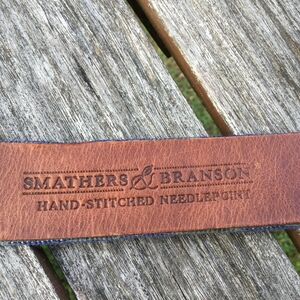 SMATHERS & BRANSON
HAND-STITCHED NEEDLEPOINT